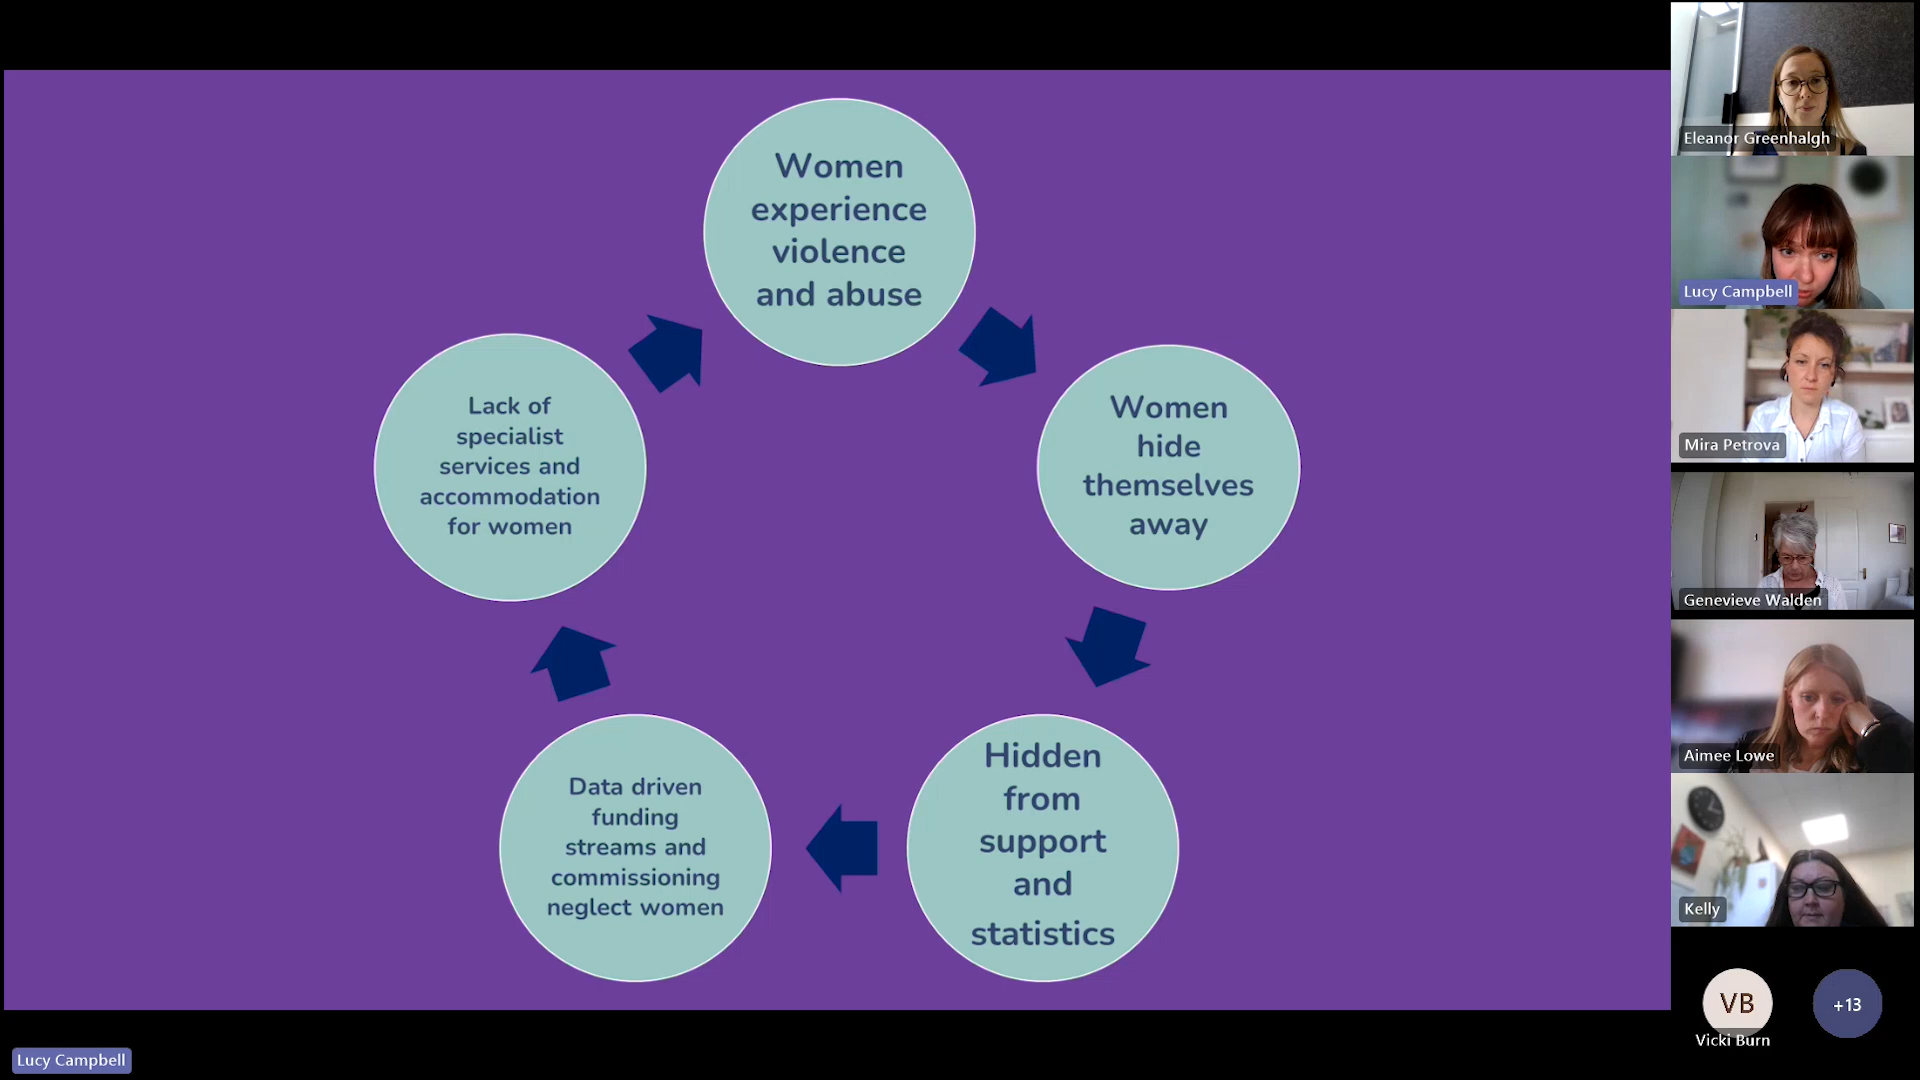 Women
experience
violence
and abuse
Women
hide
themselves
away
Hidden
from
support
and
statistics
Data driven
funding
streams and
commissioning
neglect women
Lack of
specialist
services and
accommodation
for women
Eleanor Greenhalgh
Lucy Campbell
Mira Petrova
Genevieve Walden
Aimee Lowe
Kelly
VB
Vicki Burn
+13
Lucy Campbell